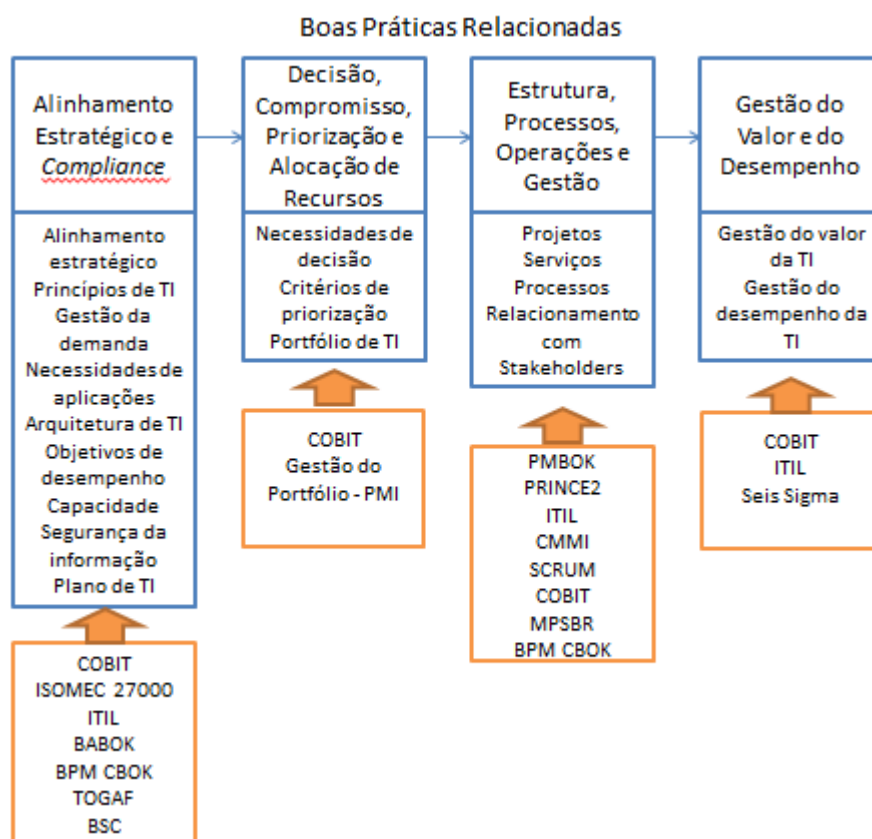 Boas Práticas Relacionadas
Alinhamento
Estratégico e
Compliance
Decisão,
Compromisso,
Priorização e
Alocação de
Recursos
Estrutura,
Processos,
Operações e
Gestão
Gestão do
Valor e do
Desempenho
Alinhamento
estratégico
Princípios de TI
Gestão da
demanda
Necessidades de
aplicações
Arquitetura de TI
Objetivos de
desempenho
Capacidade
Segurança da
informação
Plano de TI
Necessidades de
decisão
Critérios de
priorização
Portfólio de TI
Projetos
Serviços
Processos
Relacionamento
com
Stakeholders
Gestão do valor
da TI
Gestão do
desempenho da
TI
COBIT
ISOMEC 27000
ITIL
BABOK
BPM CBOK
TOGAF
BSC
COBIT
Gestão do
Portfólio - PMI
PMBOK
PRINCE2
ITIL
CMMI
SCRUM
COBIT
MPSBR
BPM CBOK
COBIT
ITIL
Seis Sigma